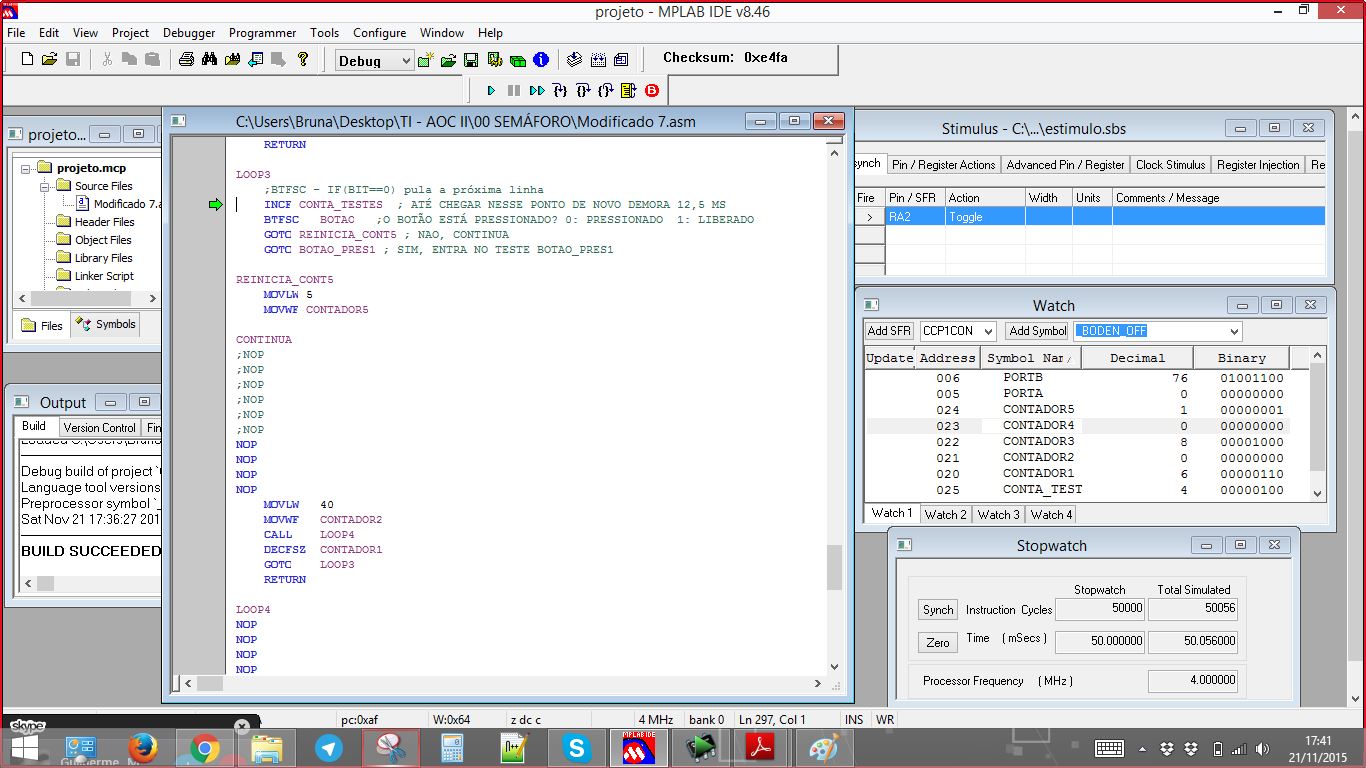 projeto - MPLAB IDE v8.46
File Edit View Project Debugger Programmer Tools Configure Window Help
Debug
Checksum: 0xe4fa
projeto...
projeto.mcp
Source Files
Modificado 7.a
Header Files
Object Files
Library Files
Linker Script
Files Symbols
Output
Build Version Control Fin
Debug build of project `
Language tool versions
Preprocessor symbol `_
Sat Nov 21 17:36:27 201
BUILD SUCCEEDED
C:\Users\Bruna\Desktop\TI - AOC II\00 SEMÁFORO\Modificado 7.asm
RETURN
LOOP3
;BTFSC - IF(BIT==0) pula a próxima linha
INCF CONTA_TESTES ; ATÉ CHEGAR NESSE PONTO DE NOVO DEMORA 12,5 MS
BTFSC BOTAO ;O BOTÃO ESTÁ PRESSIONADO? 0: PRESSIONADO 1: LIBERADO
GOTO REINICIA_CONT5 ; NAO, CONTINUA
GOTO BOTAO_PRES1 ; SIM, ENTRA NO TESTE BOTAO_PRES1
REINICIA_CONT5
MOVLW 5
MOVWF CONTADOR5
CONTINUA
;NOP
;NOP
;NOP
;NOP
;NOP
;NOP
NOP
NOP
NOP
NOP
MOVLW 40
MOVWF CONTADOR2
CALL LOOP4
DECFSZ CONTADOR1
GOTO LOOP3
RETURN
LOOP4
NOP
NOP
NOP
NOP
Stimulus - C:\...\estimulo.sbs
synch Pin / Register Actions Advanced Pin / Register Clock Stimulus Register Injection Re
Fire Pin / SFR Action Width Units Comments / Message
> RA2 Toggle
Watch
Add SFR CCP1CON Add Symbol _BODEN_OFF
Update Address Symbol Nam Decimal Binary
006 PORTB 76 01001100
005 PORTA 0 00000000
024 CONTADOR5 1 00000001
023 CONTADOR4 0 00000000
022 CONTADOR3 8 00001000
021 CONTADOR2 0 00000000
020 CONTADOR1 6 00000110
025 CONTA_TEST 4 00000100
Watch 1 Watch 2 Watch 3 Watch 4
Stopwatch
Stopwatch Total Simulated
Synch Instruction Cycles 50000 50056
Zero Time (mSecs) 50.000000 50.056000
Processor Frequency (MHz) 4.000000
pc:0xaf W:0x64 z dc c 4 MHz bank 0 Ln 297, Col 1 INS WR
skype
17:41
21/11/2015